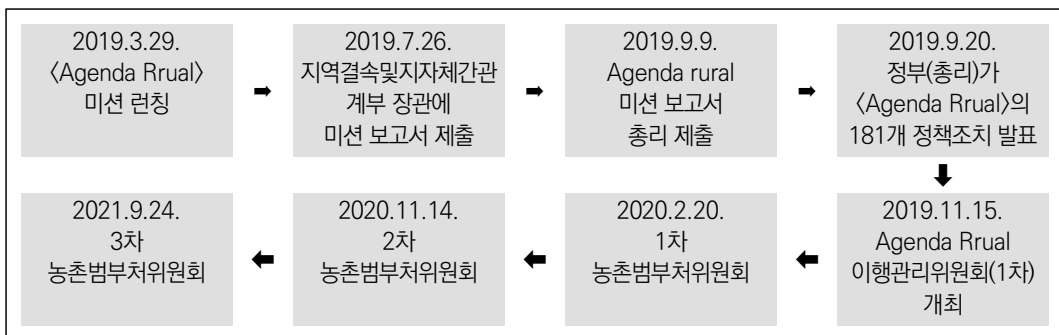 2019.3.29.
〈Agenda Rrual〉
미션 런칭
2019.7.26.
지역결속및지자체간관
계부 장관에
미션 보고서 제출
2019.9.9.
Agenda rural
미션 보고서
총리 제출
2019.9.20.
정부(총리)가
〈Agenda Rrual〉의
181개 정책조치 발표
2019.11.15.
Agenda Rrual
이행관리위원회(1차)
개최
2020.2.20.
1차
농촌범부처위원회
2020.11.14.
2차
농촌범부처위원회
2021.9.24.
3차
농촌범부처위원회